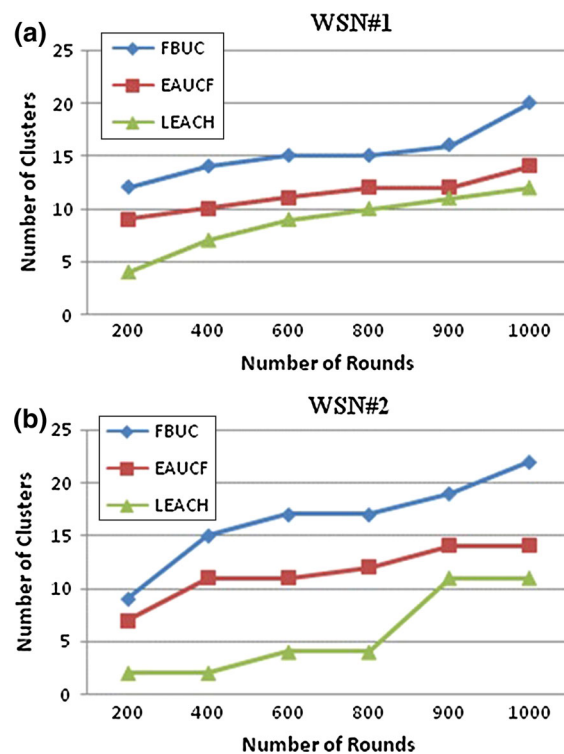 (a)
WSN#1
25
20
15
10
5
0
FBUC
EAUCF
LEACH
Number of Clusters
200 400 600 800 900 1000
Number of Rounds
(b)
WSN#2
25
20
15
10
5
0
FBUC
EAUCF
LEACH
Number of Clusters
200 400 600 800 900 1000
Number of Rounds